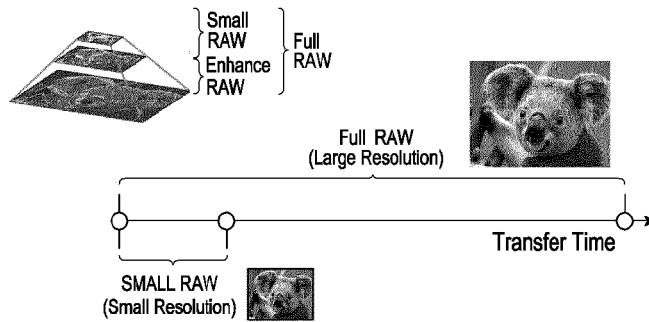 Small
RAW
Enhance
RAW
Full
RAW
Full RAW
(Large Resolution)
Transfer Time
SMALL RAW
(Small Resolution)